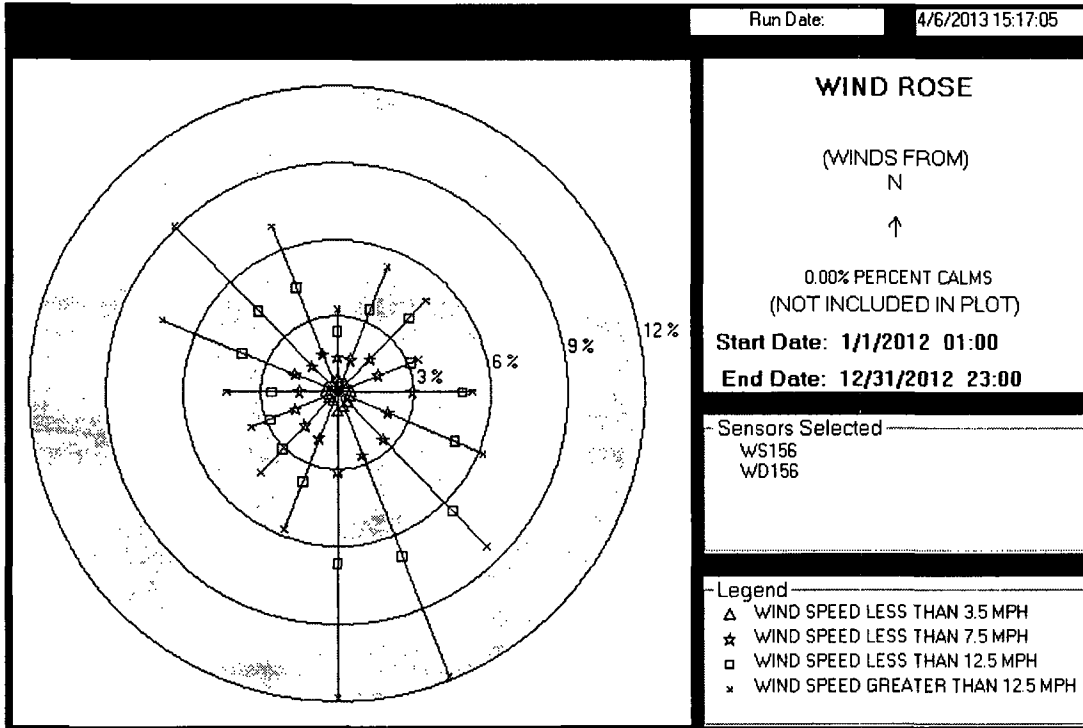 Run Date: 4/6/2013 15:17:05
WIND ROSE
(WINDS FROM)
N
0.00% PERCENT CALMS
(NOT INCLUDED IN PLOT)
Start Date: 1/1/2012 01:00
End Date: 12/31/2012 23:00
Sensors Selected
WS156
WD156
Legend
WIND SPEED LESS THAN 3.5 MPH
WIND SPEED LESS THAN 7.5 MPH
WIND SPEED LESS THAN 12.5 MPH
WIND SPEED GREATER THAN 12.5 MPH
3%
6%
9%
12%